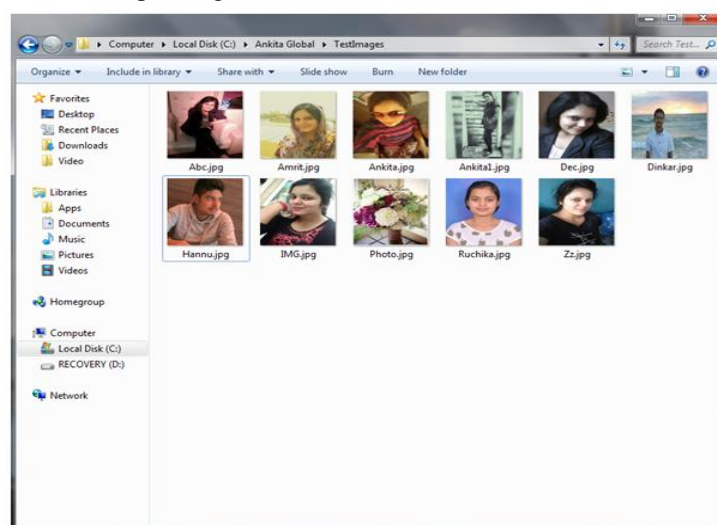 Computer ▸ Local Disk (C:) ▸ Ankita Global ▸ TestImages
Search Test...
Organize Include in library Share with Slide show Burn New folder
Favorites
Desktop
Recent Places
Downloads
Video
Libraries
Apps
Documents
Music
Pictures
Videos
Homegroup
Computer
Local Disk (C:)
RECOVERY (D:)
Network
Abc.jpg Amrit.jpg Ankita.jpg Ankita1.jpg Dec.jpg Dinkar.jpg
Hannu.jpg IMG.jpg Photo.jpg Ruchika.jpg Zz.jpg